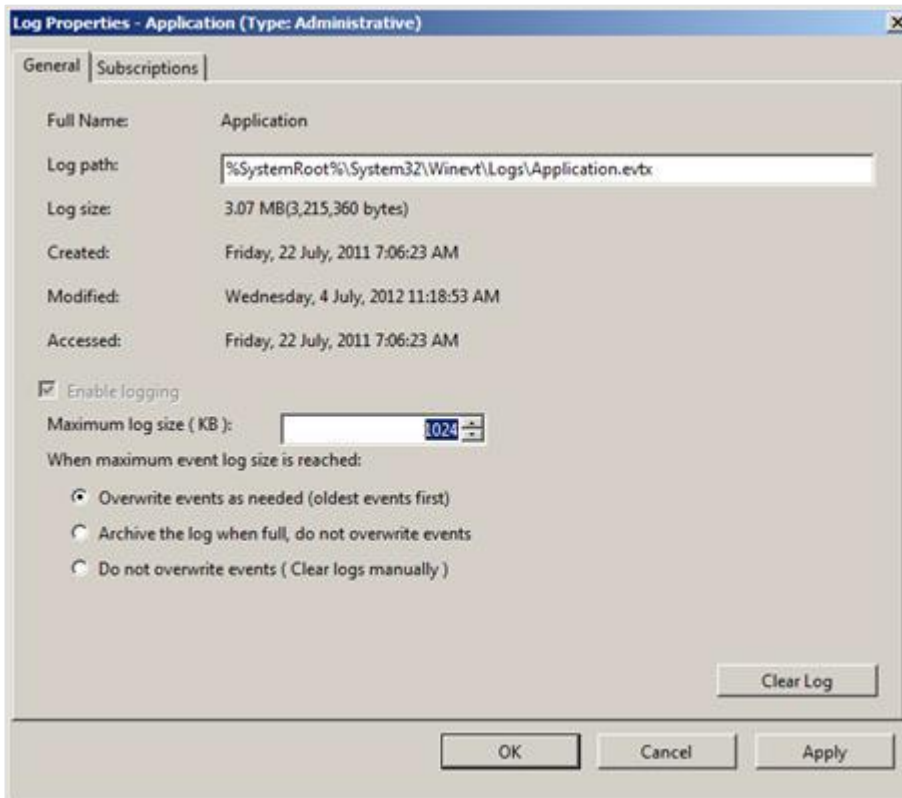 Log Properties - Application (Type: Administrative)
General Subscriptions
Full Name: Application
Log path: %SystemRoot%\System32\Winevt\Logs\Application.evtx
Log size: 3.07 MB(3,215,360 bytes)
Created: Friday, 22 July, 2011 7:06:23 AM
Modified: Wednesday, 4 July, 2012 11:18:53 AM
Accessed: Friday, 22 July, 2011 7:06:23 AM
Enable logging
Maximum log size ( KB ): 1024
When maximum event log size is reached:
Overwrite events as needed (oldest events first)
Archive the log when full, do not overwrite events
Do not overwrite events ( Clear logs manually )
Clear Log
OK Cancel Apply